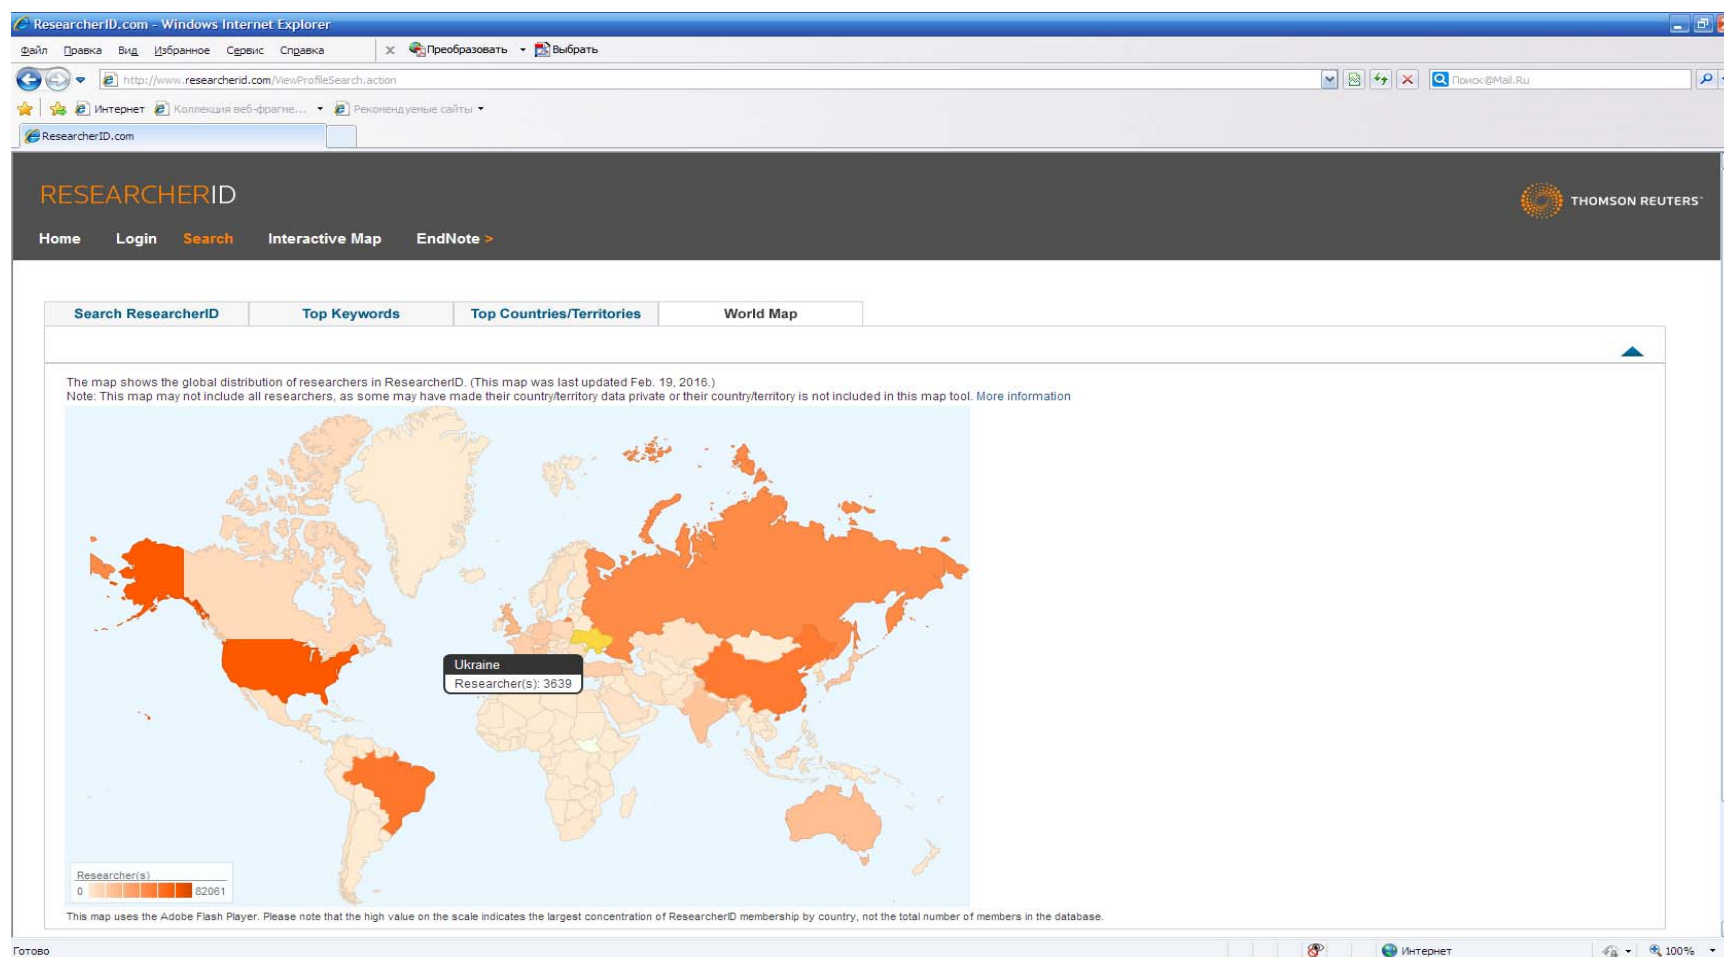 ResearcherID.com - Windows Internet Explorer
Файл Правка Вид Избранное Сервис Справка x Преобразовать Выбрать
http://www.researcherid.com/ViewProfileSearch.action Поиск@Mail.Ru
Интернет Коллекция веб-фрагме... Рекомендуемые сайты
ResearcherID.com
RESEARCHERID
THOMSON REUTERS
Home Login Search Interactive Map EndNote >
Search ResearcherID Top Keywords Top Countries/Territories World Map
The map shows the global distribution of researchers in ResearcherID. (This map was last updated Feb. 19, 2016.)
Note: This map may not include all researchers, as some may have made their country/territory data private or their country/territory is not included in this map tool. More information
Ukraine
Researcher(s): 3639
Researcher(s)
0 82061
This map uses the Adobe Flash Player. Please note that the high value on the scale indicates the largest concentration of ResearcherID membership by country, not the total number of members in the database.
Готово Интернет 100%